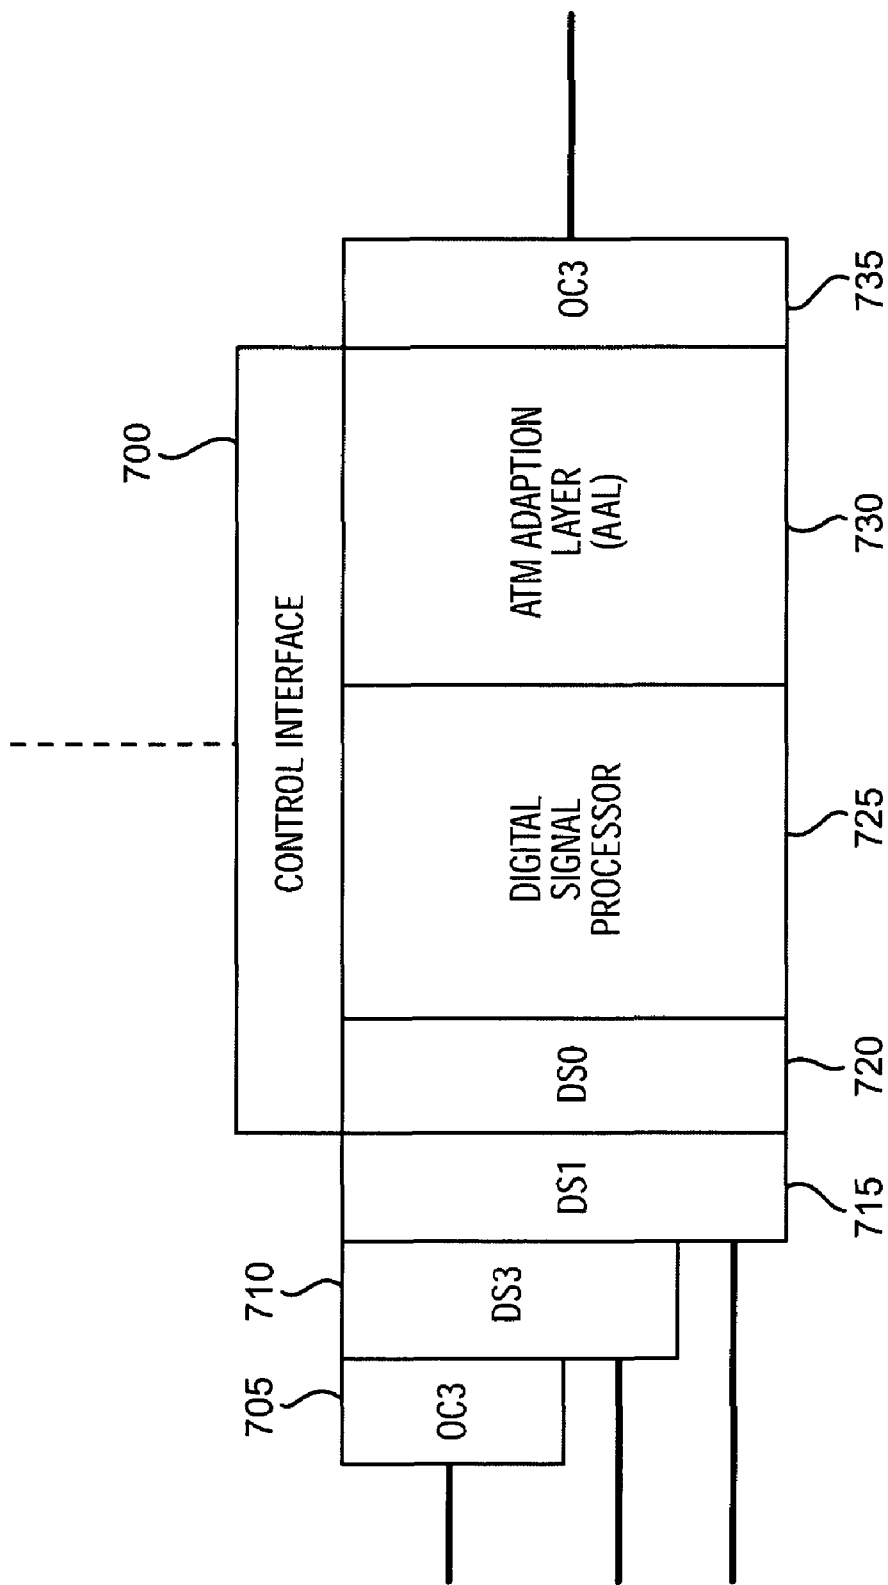 700
CONTROL INTERFACE
705
OC3
710
DS3
DS1
715
DS0
720
DIGITAL
SIGNAL
PROCESSOR
725
ATM ADAPTION
LAYER
(AAL)
730
OC3
735